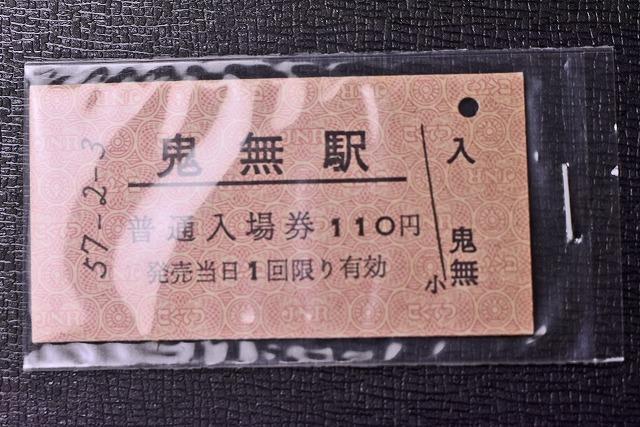 57-2-3
鬼無駅
普通入場券 110円
発売当日1回限り有効
入
鬼無
小